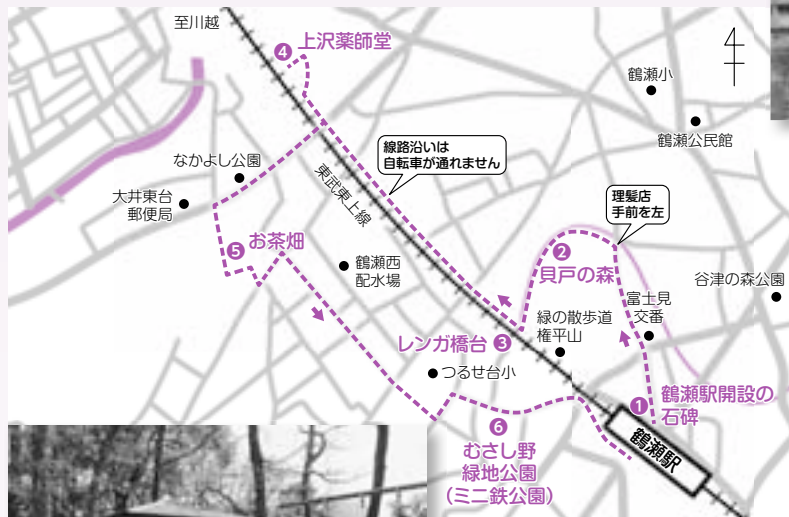 至川越
❹ 上沢薬師堂
鶴瀬小
鶴瀬公民館
線路沿いは
自転車が通れません
なかよし公園
東武東上線
大井東台
郵便局
理髪店
手前を左
❺ お茶畑
❷
貝戸の森
鶴瀬西
配水場
谷津の森公園
富士見
交番
緑の散歩道
権平山
レンガ橋台 ❸
つるせ台小
❶ 鶴瀬駅開設の
石碑
❻
むさし野
緑地公園
(ミニ鉄公園)
鶴瀬駅